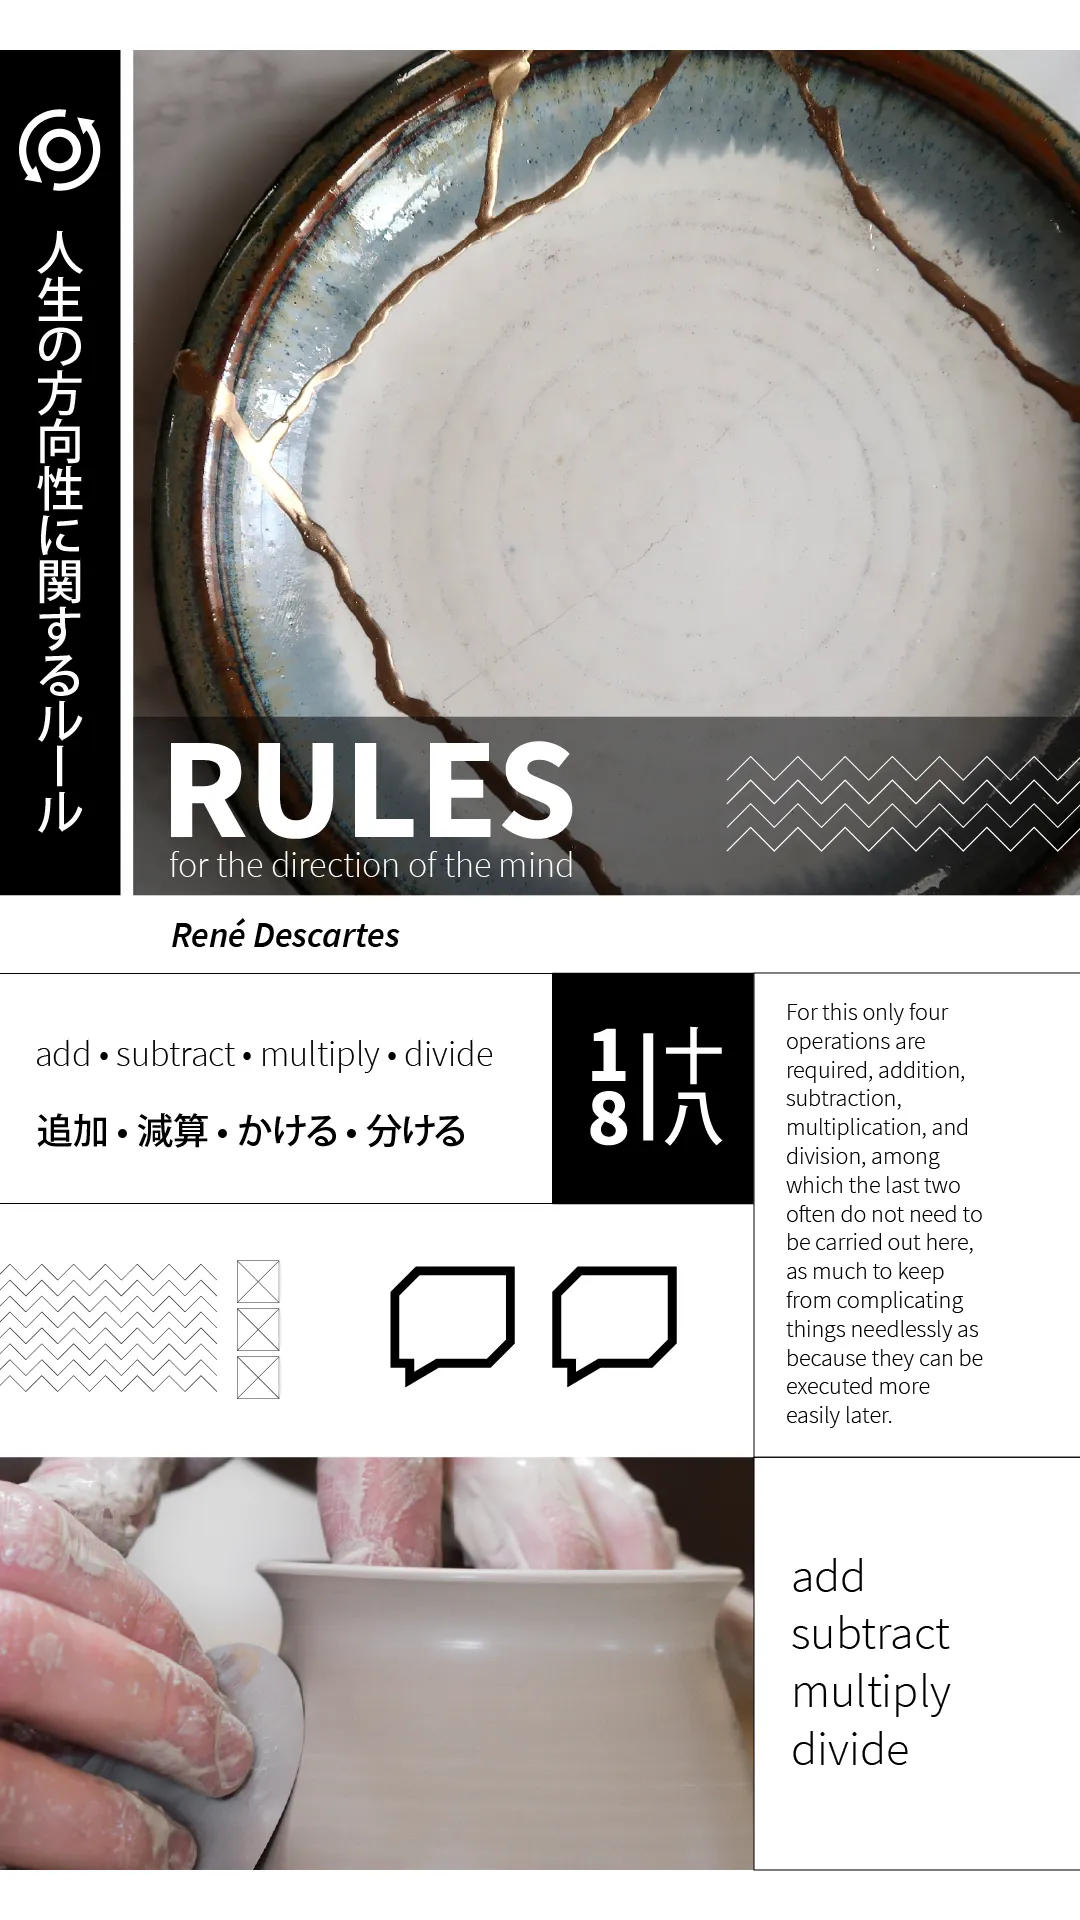 人生の方向性に関するルール
RULES
for the direction of the mind
René Descartes
add • subtract • multiply • divide
追加 • 減算 • かける • 分ける
18
十八
For this only four
operations are
required, addition,
subtraction,
multiplication, and
division, among
which the last two
often do not need to
be carried out here,
as much to keep
from complicating
things needlessly as
because they can be
executed more
easily later.
add
subtract
multiply
divide